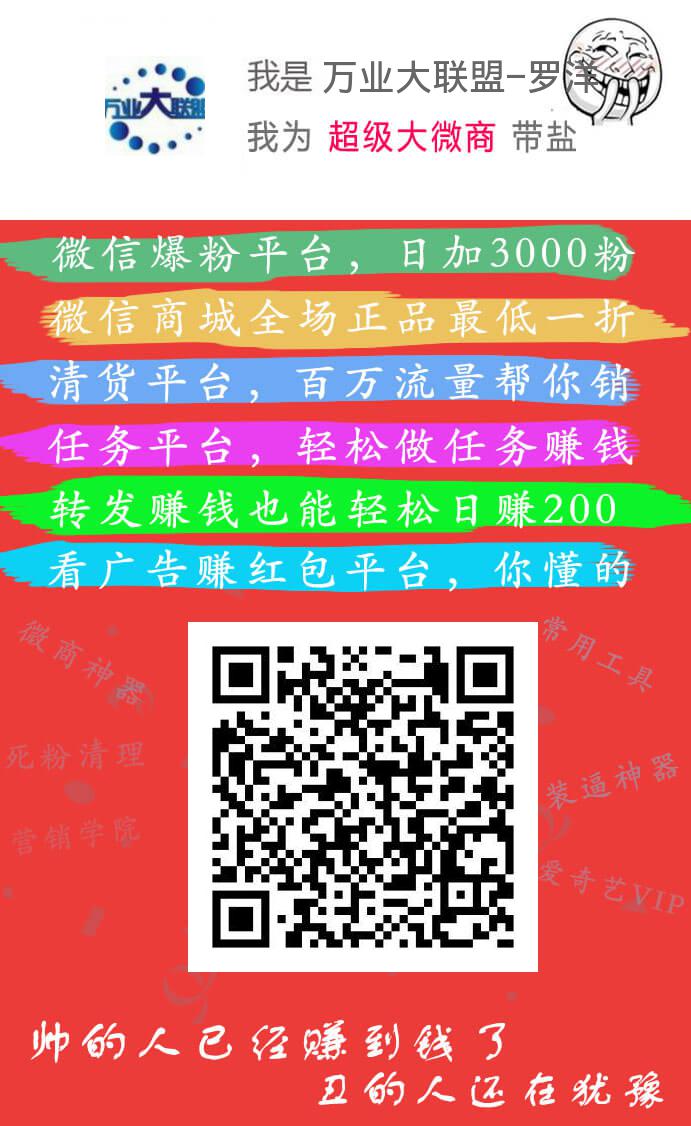 我是 万业大联盟-罗洋
万业大联盟
我为 超级大微商 带盐
微信爆粉平台，日加3000粉
微信商城全场正品最低一折
清货平台，百万流量帮你销
任务平台，轻松做任务赚钱
转发赚钱也能轻松日赚200
看广告赚红包平台，你懂的
微商神器
常用工具
死粉清理
装逼神器
营销学院
爱奇艺VIP
帅的人已经赚到钱了
丑的人还在犹豫